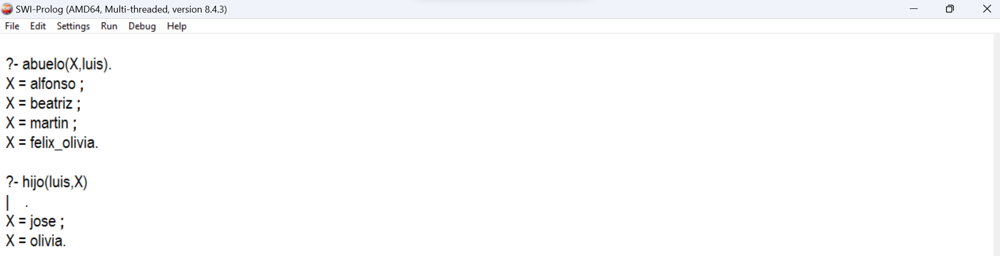 SWI-Prolog (AMD64, Multi-threaded, version 8.4.3)
File Edit Settings Run Debug Help
?- abuelo(X,luis).
X = alfonso ;
X = beatriz ;
X = martin ;
X = felix_olivia.
?- hijo(luis,X)
| .
X = jose ;
X = olivia.